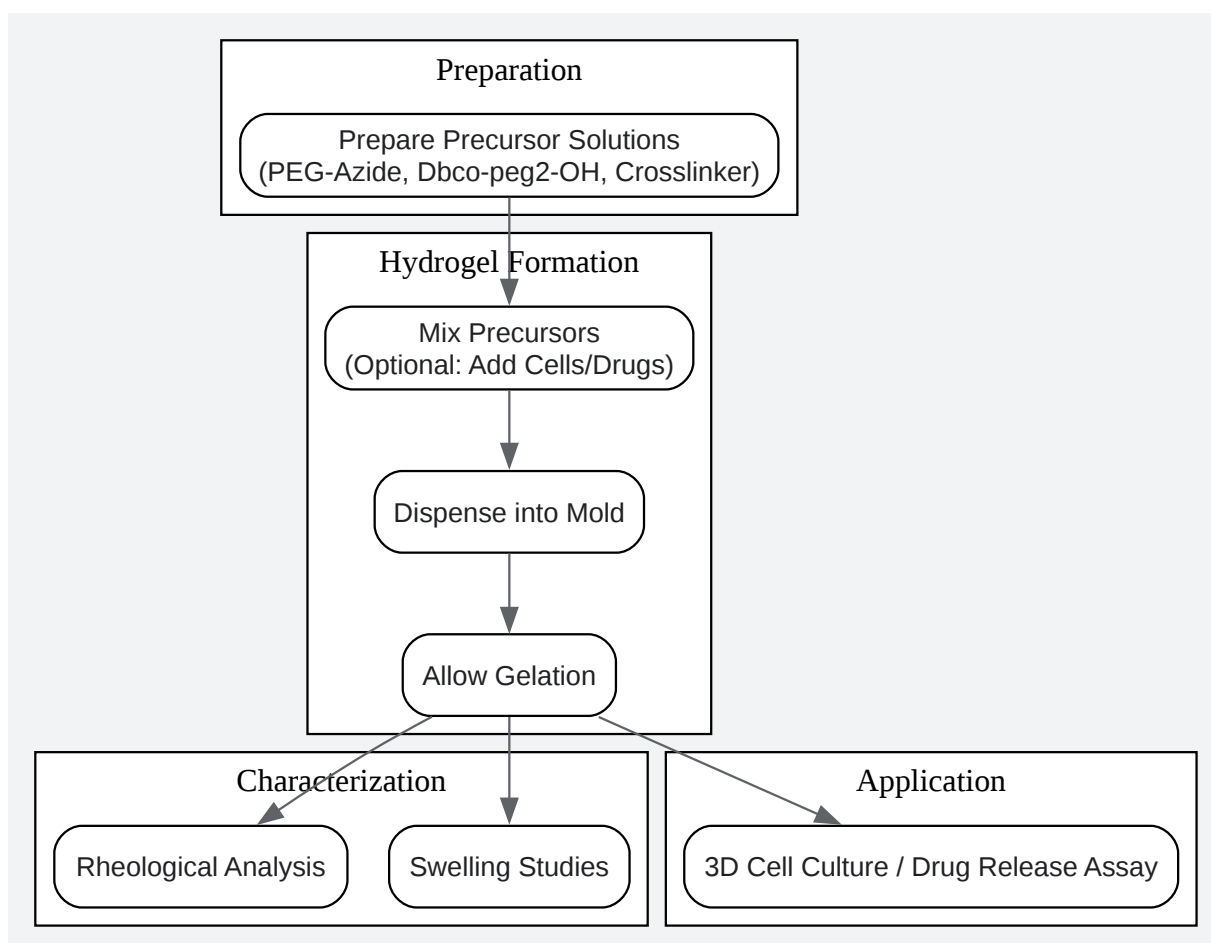 Preparation
Prepare Precursor Solutions
(PEG-Azide, Dbco-peg2-OH, Crosslinker)
Hydrogel Formation
Mix Precursors
(Optional: Add Cells/Drugs)
Dispense into Mold
Allow Gelation
Characterization
Application
Rheological Analysis
Swelling Studies
3D Cell Culture / Drug Release Assay